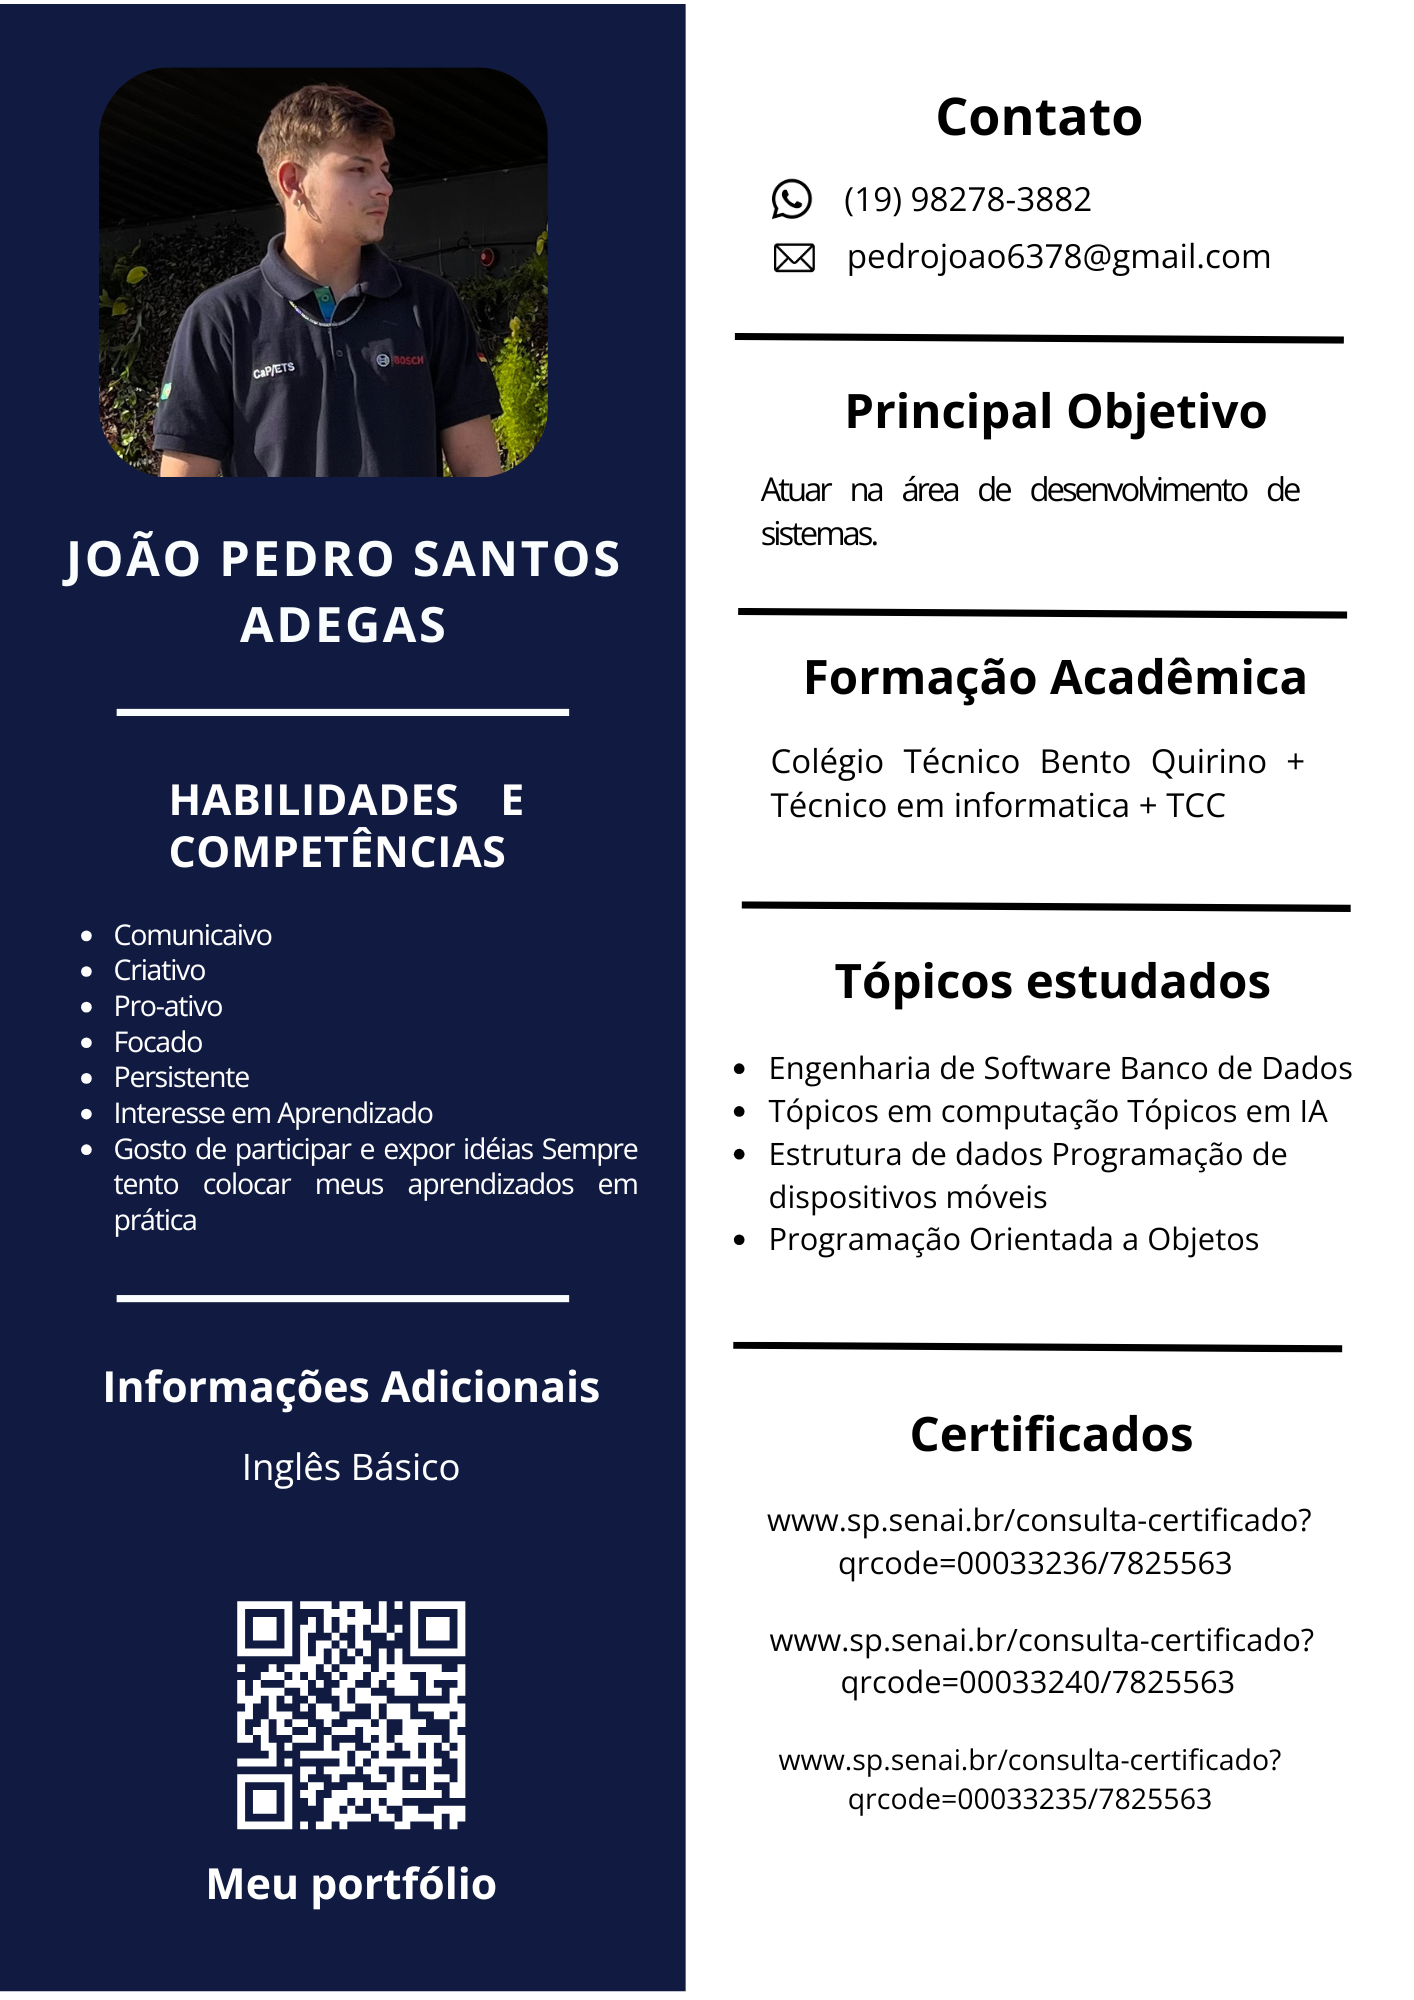 CaP/ETS
BOSCH
JOÃO PEDRO SANTOS
ADEGAS
HABILIDADES E
COMPETÊNCIAS
• Comunicaivo
• Criativo
• Pro-ativo
• Focado
• Persistente
• Interesse em Aprendizado
• Gosto de participar e expor idéias Sempre
tento colocar meus aprendizados em
prática
Informações Adicionais
Inglês Básico
Meu portfólio
Contato
(19) 98278-3882
pedrojoao6378@gmail.com
Principal Objetivo
Atuar na área de desenvolvimento de
sistemas.
Formação Acadêmica
Colégio Técnico Bento Quirino +
Técnico em informatica + TCC
Tópicos estudados
• Engenharia de Software Banco de Dados
• Tópicos em computação Tópicos em IA
• Estrutura de dados Programação de
dispositivos móveis
• Programação Orientada a Objetos
Certificados
www.sp.senai.br/consulta-certificado?
qrcode=00033236/7825563
www.sp.senai.br/consulta-certificado?
qrcode=00033240/7825563
www.sp.senai.br/consulta-certificado?
qrcode=00033235/7825563